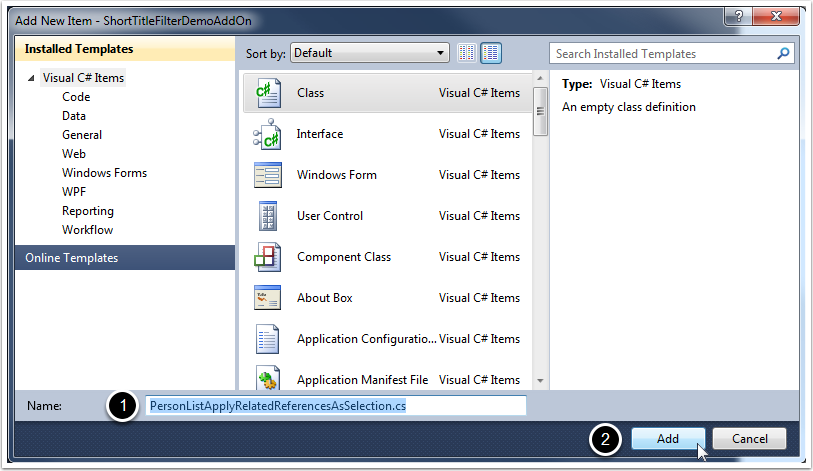 Add New Item - ShortTitleFilterDemoAddOn
?
Installed Templates
Visual C# Items
Code
Data
General
Web
Windows Forms
WPF
Reporting
Workflow
Online Templates
Sort by: Default
Class Visual C# Items
Interface Visual C# Items
Windows Form Visual C# Items
User Control Visual C# Items
Component Class Visual C# Items
About Box Visual C# Items
Application Configuratio... Visual C# Items
Application Manifest File Visual C# Items
Search Installed Templates
Type: Visual C# Items
An empty class definition
Name: 1 PersonListApplyRelatedReferencesAsSelection.cs
2 Add Cancel